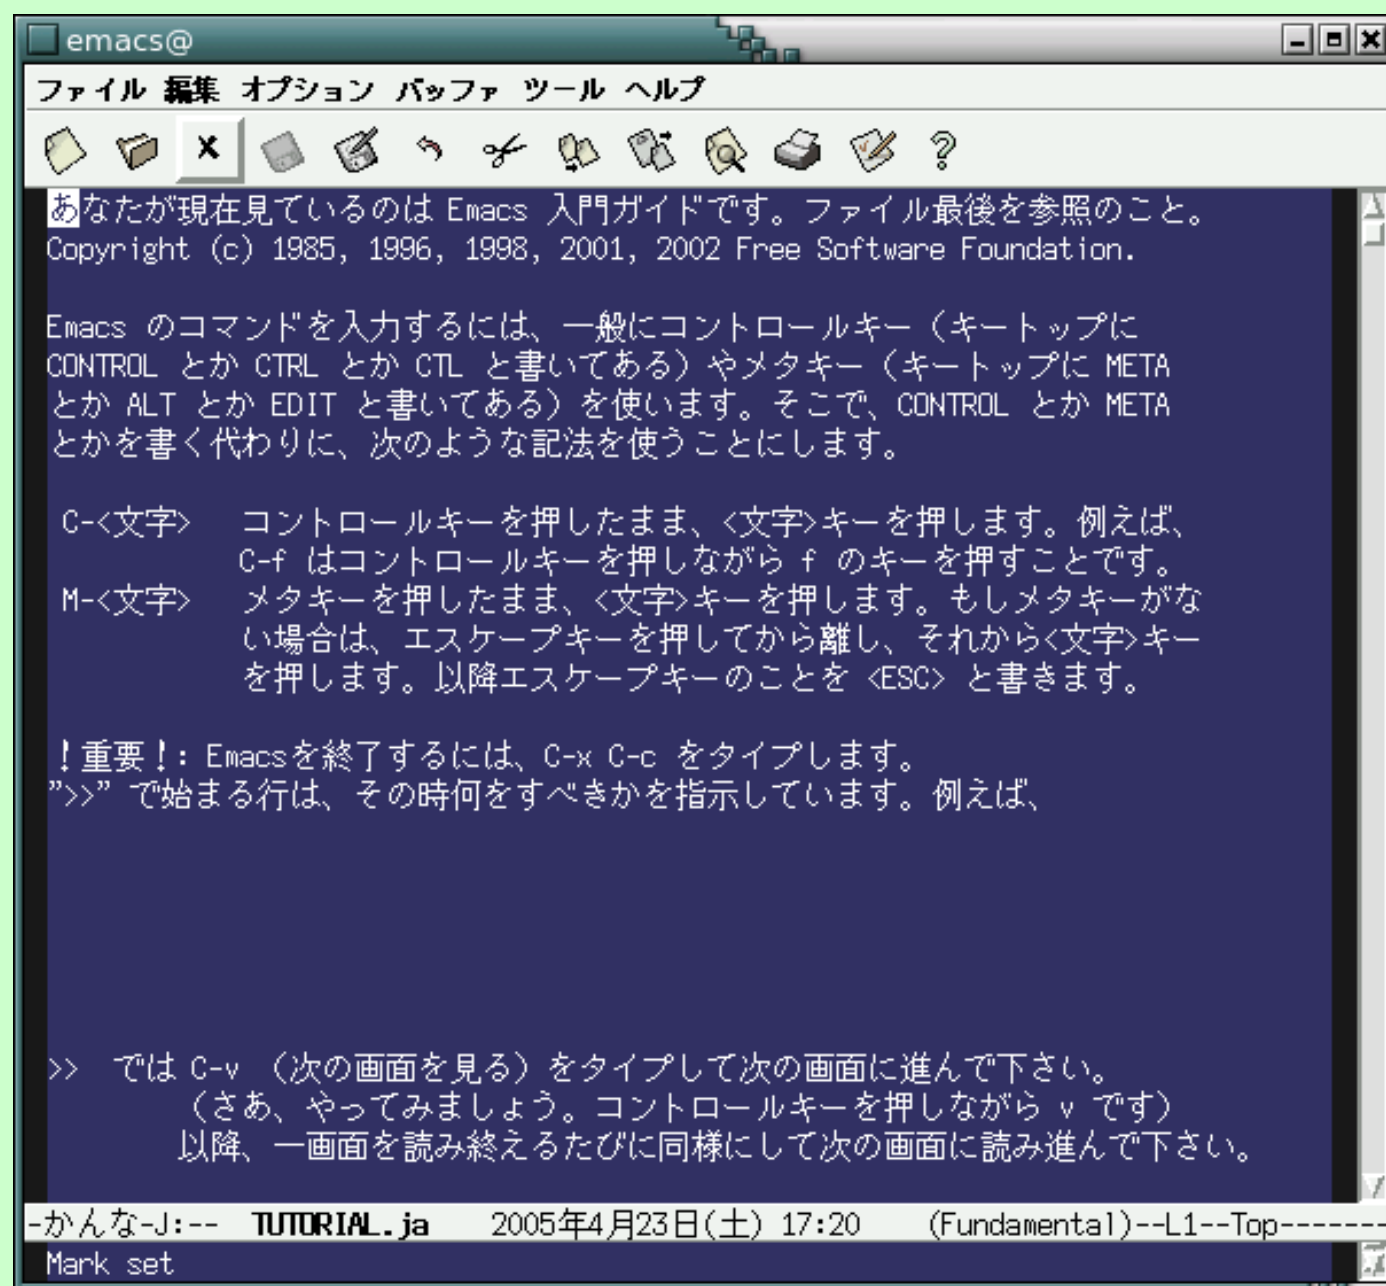 emacs@
ファイル 編集 オプション バッファ ツール ヘルプ
あなたが現在見ているのは Emacs 入門ガイドです。ファイル最後を参照のこと。
Copyright (c) 1985, 1996, 1998, 2001, 2002 Free Software Foundation.
Emacs のコマンドを入力するには、一般にコントロールキー（キートップに
CONTROL とか CTRL とか CTL と書いてある）やメタキー（キートップに META
とか ALT とか EDIT と書いてある）を使います。そこで、CONTROL とか META
とかを書く代わりに、次のような記法を使うことにします。
C-<文字> コントロールキーを押したまま、<文字>キーを押します。例えば、
C-f はコントロールキーを押しながら f のキーを押すことです。
M-<文字> メタキーを押したまま、<文字>キーを押します。もしメタキーがな
い場合は、エスケープキーを押してから離し、それから<文字>キー
を押します。以降エスケープキーのことを <ESC> と書きます。
！重要！: Emacsを終了するには、C-x C-c をタイプします。
”>>” で始まる行は、その時何をすべきかを指示しています。例えば、
>> では C-v （次の画面を見る）をタイプして次の画面に進んで下さい。
（さあ、やってみましょう。コントロールキーを押しながら v です）
以降、一画面を読み終えるたびに同様にして次の画面に読み進んで下さい。
-かんな-J:-- TUTORIAL.ja 2005年4月23日(土) 17:20 (Fundamental)--L1--Top-------
Mark set